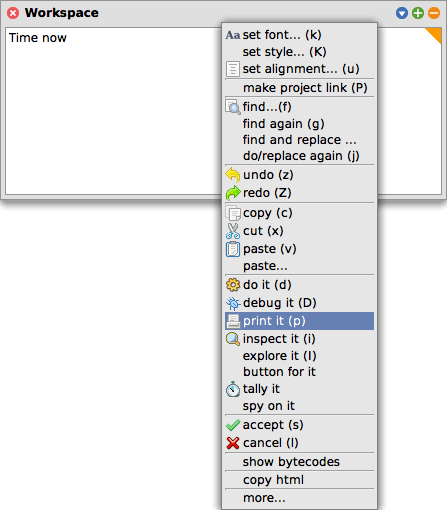 Workspace
Time now
Aa set font... (k)
set style... (K)
set alignment... (u)
make project link (P)
find...(f)
find again (g)
find and replace ...
do/replace again (j)
undo (z)
redo (Z)
copy (c)
cut (x)
paste (v)
paste...
do it (d)
debug it (D)
print it (p)
inspect it (i)
explore it (I)
button for it
tally it
spy on it
accept (s)
cancel (l)
show bytecodes
copy html
more...